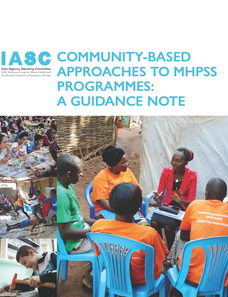 IASC
Inter-Agency Standing Committee
COMMUNITY-BASED
APPROACHES TO MHPSS
PROGRAMMES:
A GUIDANCE NOTE